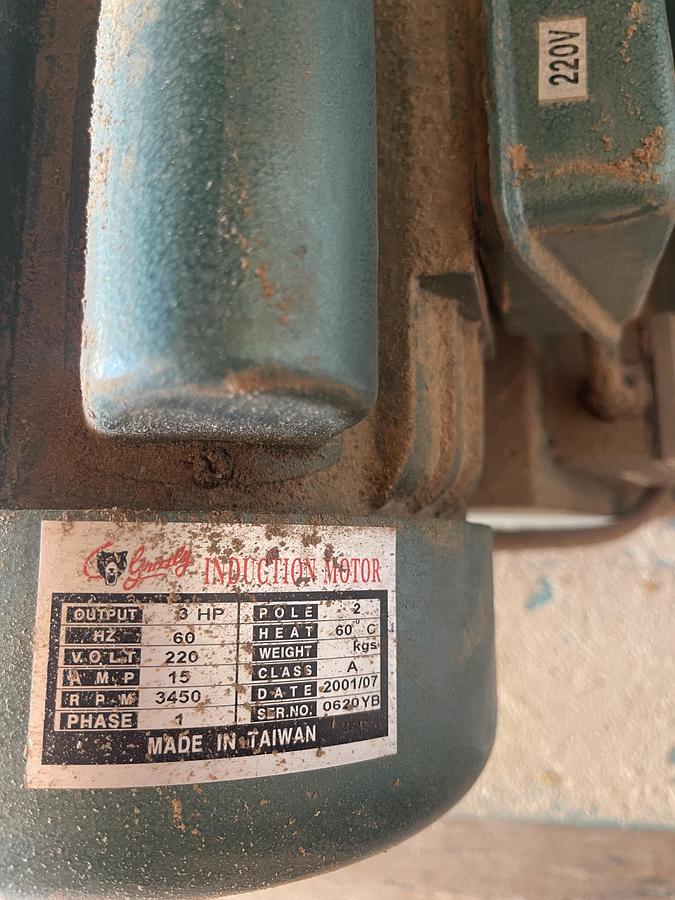 220V
Grizzly INDUCTION MOTOR
OUTPUT 3 HP POLE 2
HZ 60 HEAT 60°C
VOLT 220 WEIGHT kgs
AMP 15 CLASS A
RPM 3450 DATE 2001/07
PHASE 1 SER.NO. 0620YB
MADE IN TAIWAN